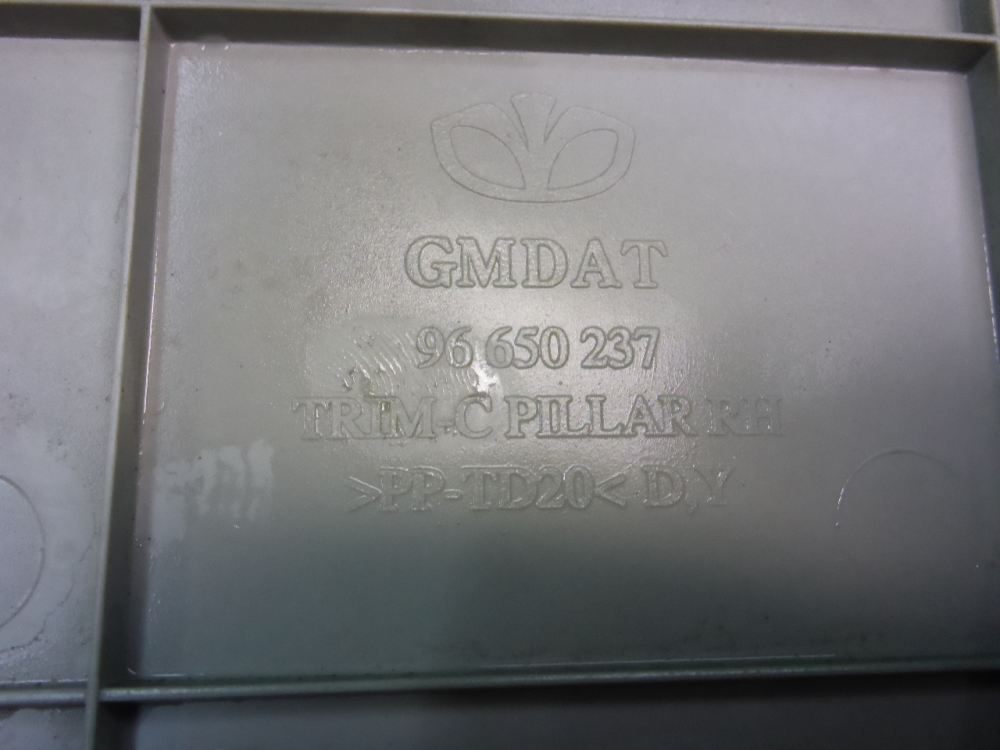 GMDAT
96 650 237
TRIM-C PILLAR RH
>PP-TD20< D,Y